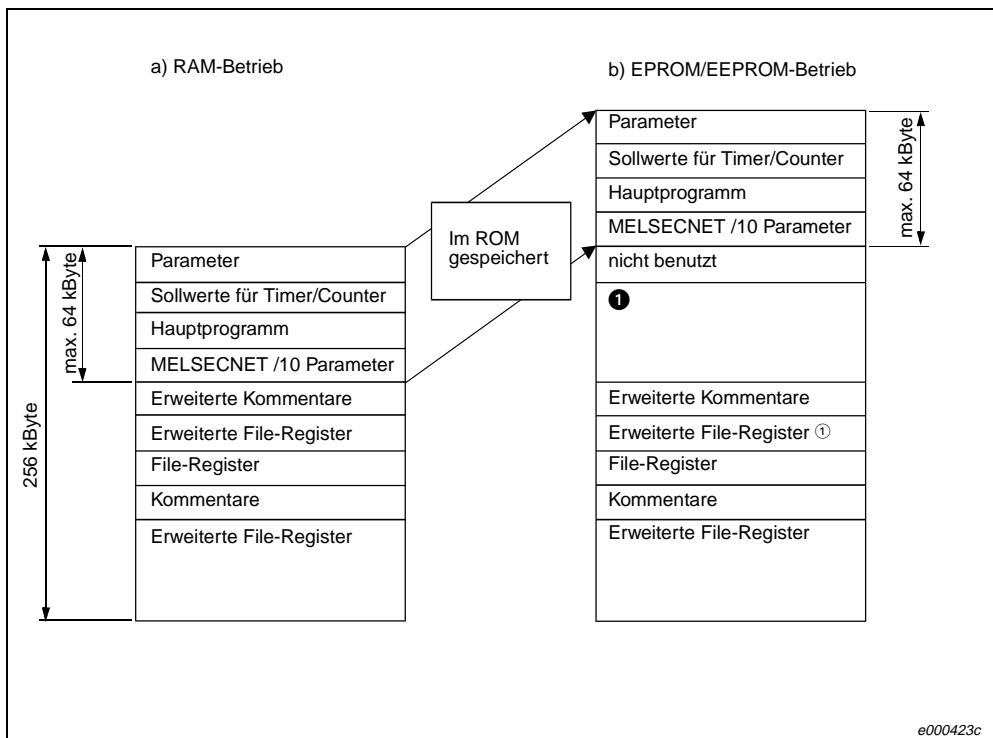 a) RAM-Betrieb
b) EPROM/EEPROM-Betrieb
256 kByte
max. 64 kByte
Parameter
Sollwerte für Timer/Counter
Hauptprogramm
MELSECNET /10 Parameter
Erweiterte Kommentare
Erweiterte File-Register
File-Register
Kommentare
Erweiterte File-Register
Im ROM
gespeichert
Parameter
Sollwerte für Timer/Counter
Hauptprogramm
MELSECNET /10 Parameter
nicht benutzt
❶
Erweiterte Kommentare
Erweiterte File-Register ①
File-Register
Kommentare
Erweiterte File-Register
max. 64 kByte
e000423c